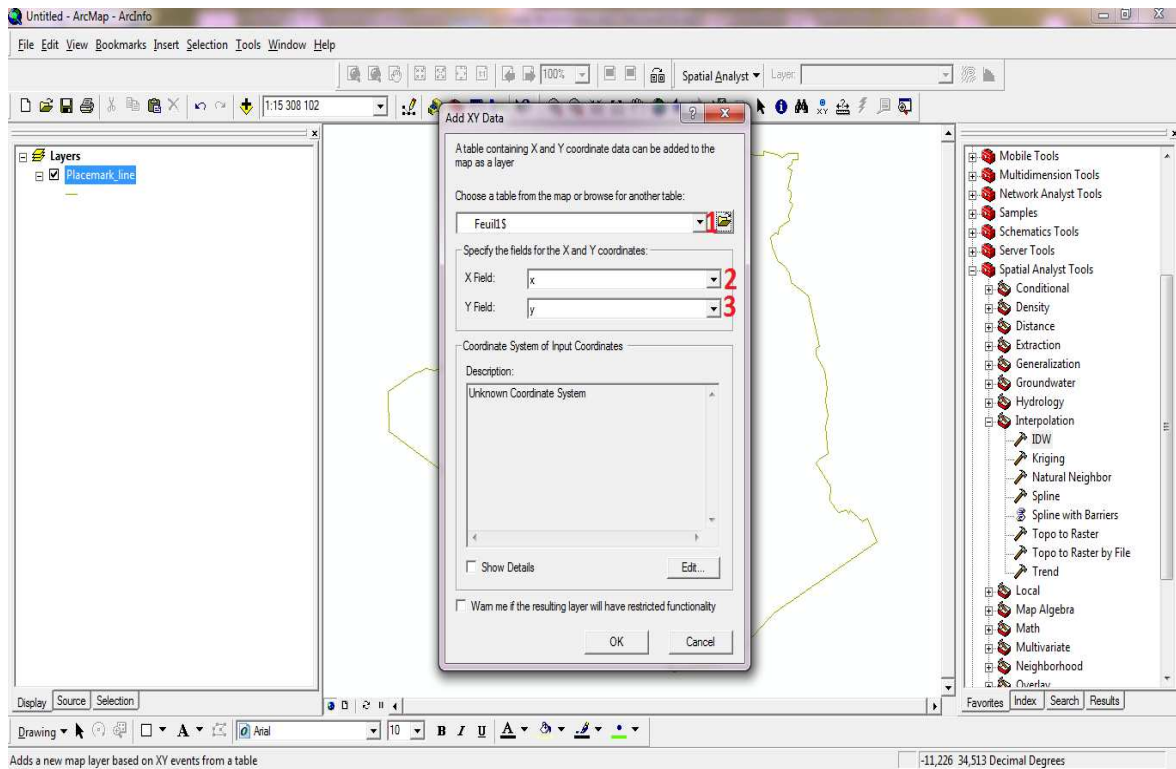 Untitled - ArcMap - ArcInfo
File Edit View Bookmarks Insert Selection Tools Window Help
100% Spatial Analyst Layer:
1:15 308 102
Layers
Placemark_line
Add XY Data
A table containing X and Y coordinate data can be added to the
map as a layer
Choose a table from the map or browse for another table:
Feuil1$ 1
Specify the fields for the X and Y coordinates:
X Field: x 2
Y Field: y 3
Coordinate System of Input Coordinates
Description:
Unknown Coordinate System
Show Details Edit...
Warn me if the resulting layer will have restricted functionality
OK Cancel
Mobile Tools
Multidimension Tools
Network Analyst Tools
Samples
Schematics Tools
Server Tools
Spatial Analyst Tools
Conditional
Density
Distance
Extraction
Generalization
Groundwater
Hydrology
Interpolation
IDW
Kriging
Natural Neighbor
Spline
Spline with Barriers
Topo to Raster
Topo to Raster by File
Trend
Local
Map Algebra
Math
Multivariate
Neighborhood
Overlay
Display Source Selection
Favorites Index Search Results
Drawing A Arial 10 B I U A
Adds a new map layer based on XY events from a table
-11,226 34,513 Decimal Degrees